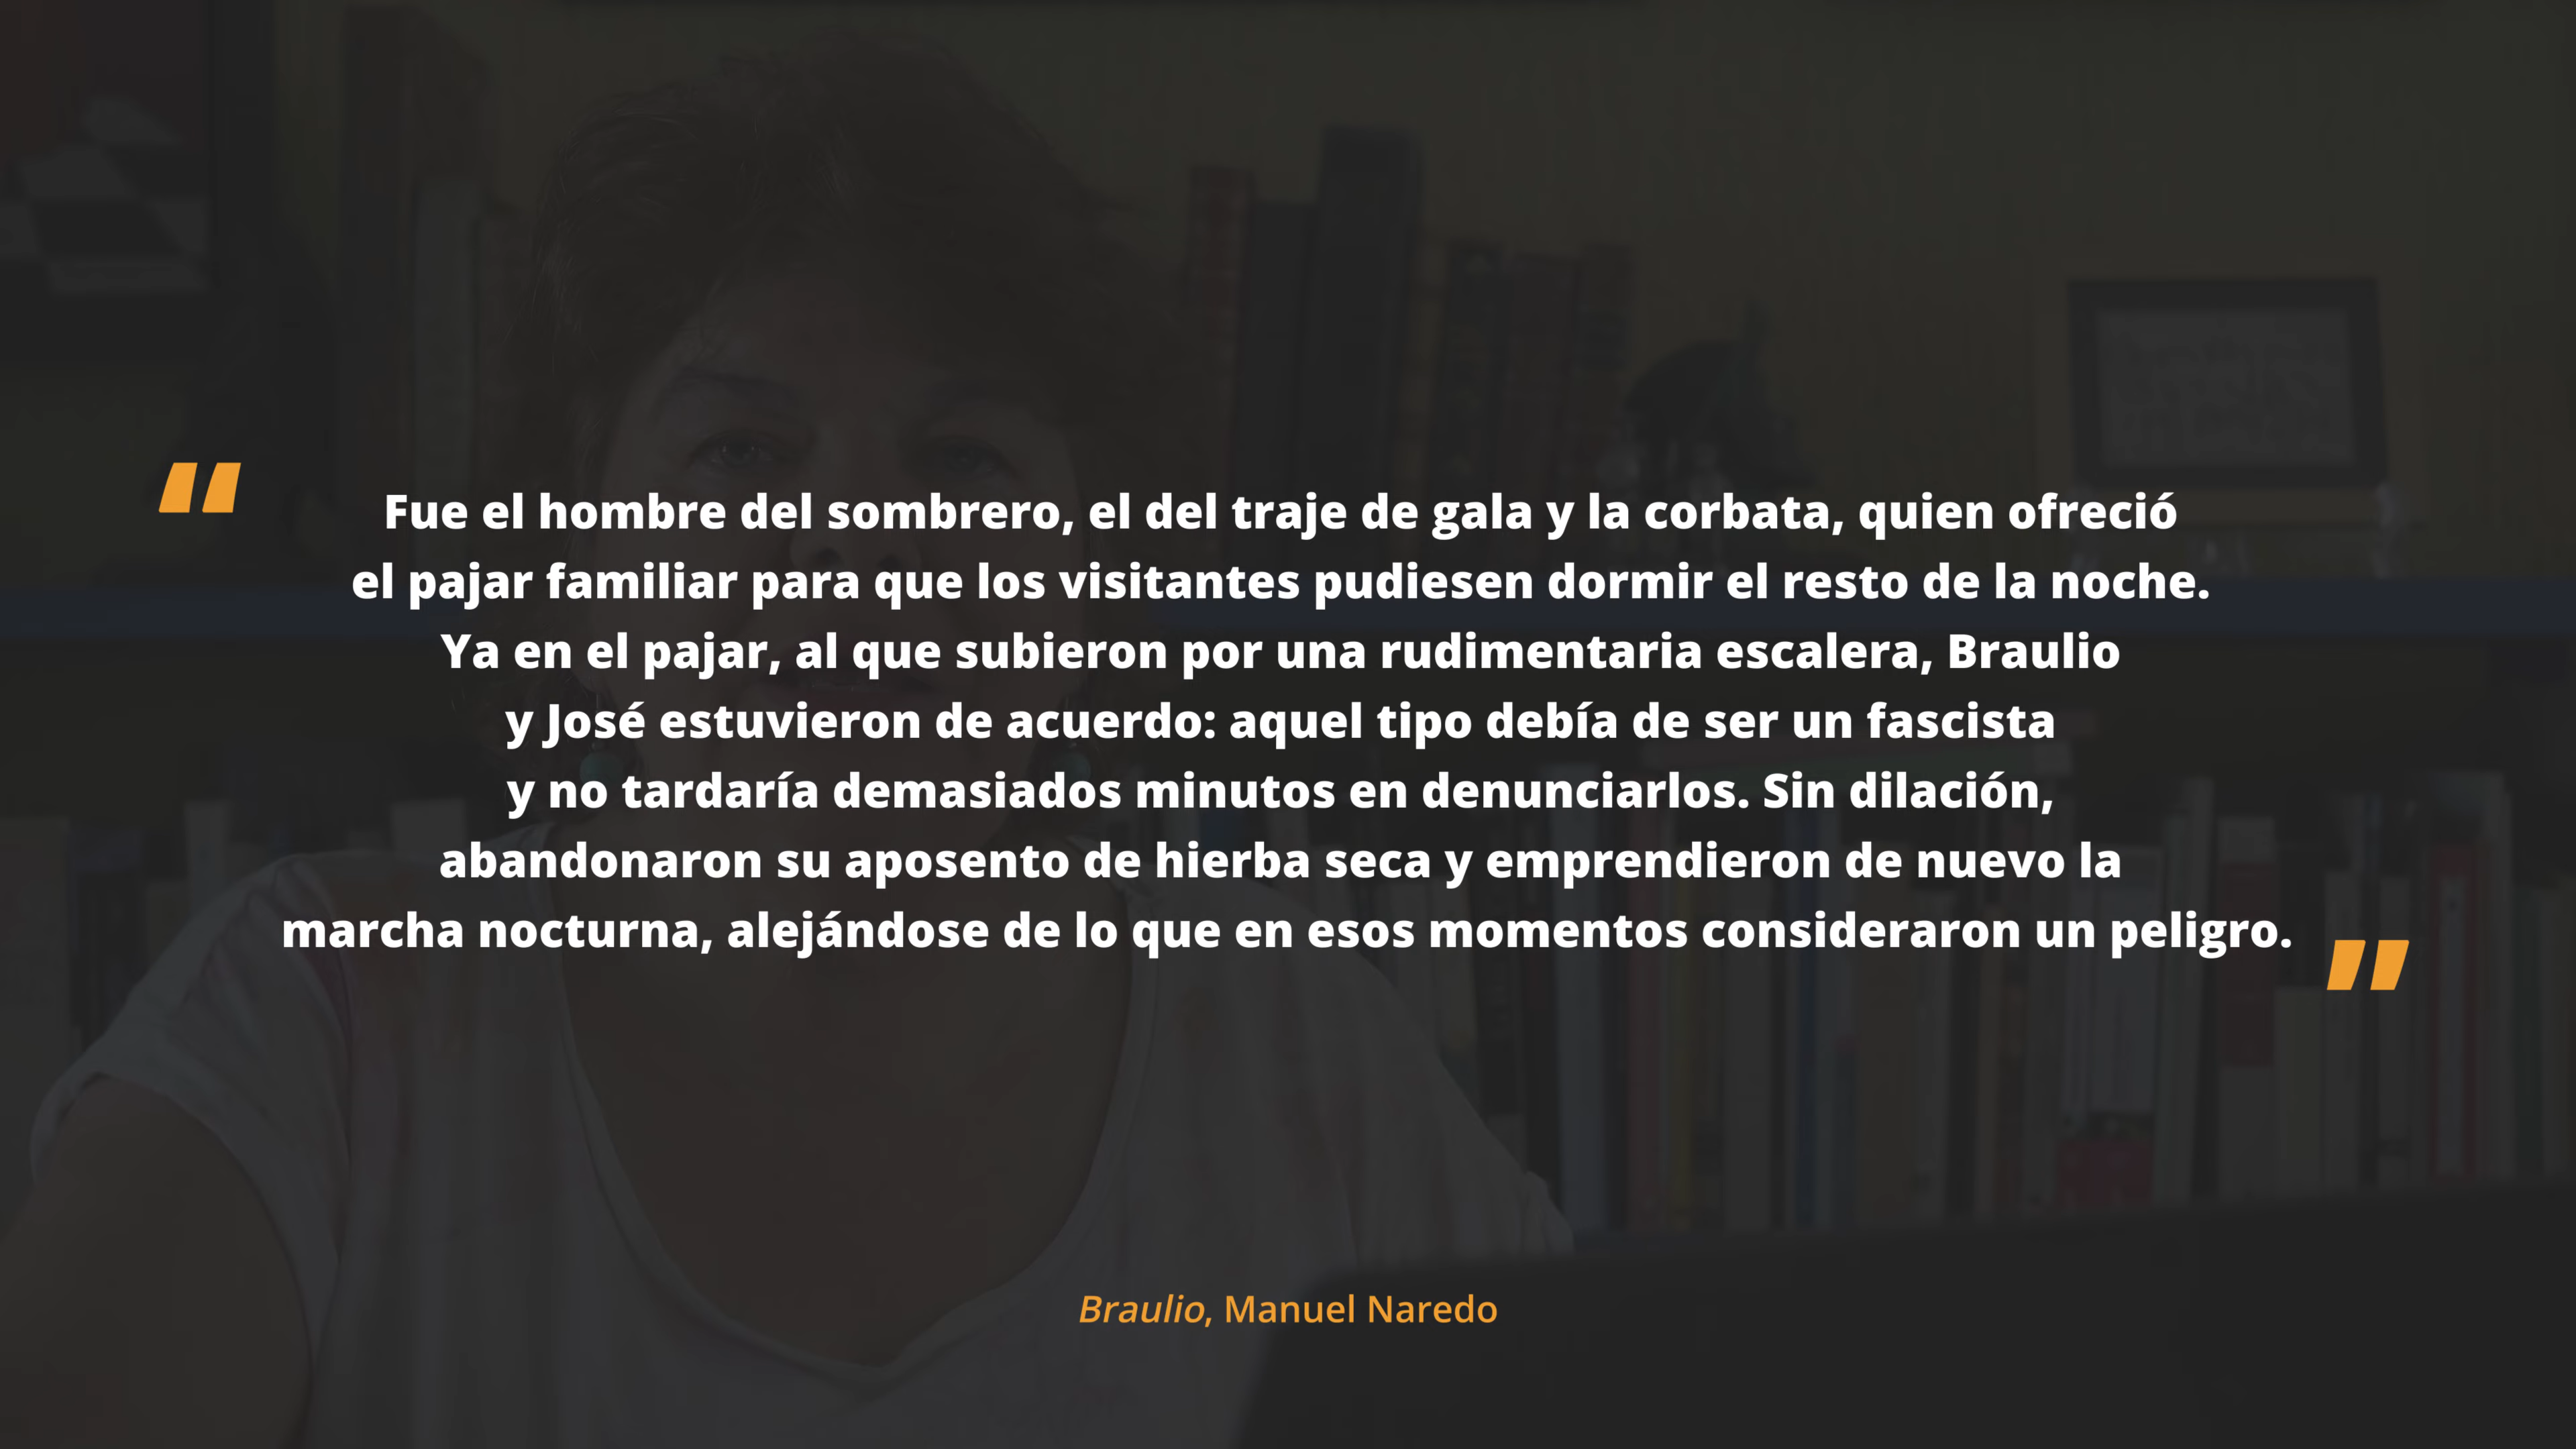 “
Fue el hombre del sombrero, el del traje de gala y la corbata, quien ofreció
el pajar familiar para que los visitantes pudiesen dormir el resto de la noche.
Ya en el pajar, al que subieron por una rudimentaria escalera, Braulio
y José estuvieron de acuerdo: aquel tipo debía de ser un fascista
y no tardaría demasiados minutos en denunciarlos. Sin dilación,
abandonaron su aposento de hierba seca y emprendieron de nuevo la
marcha nocturna, alejándose de lo que en esos momentos consideraron un peligro.
”
Braulio, Manuel Naredo